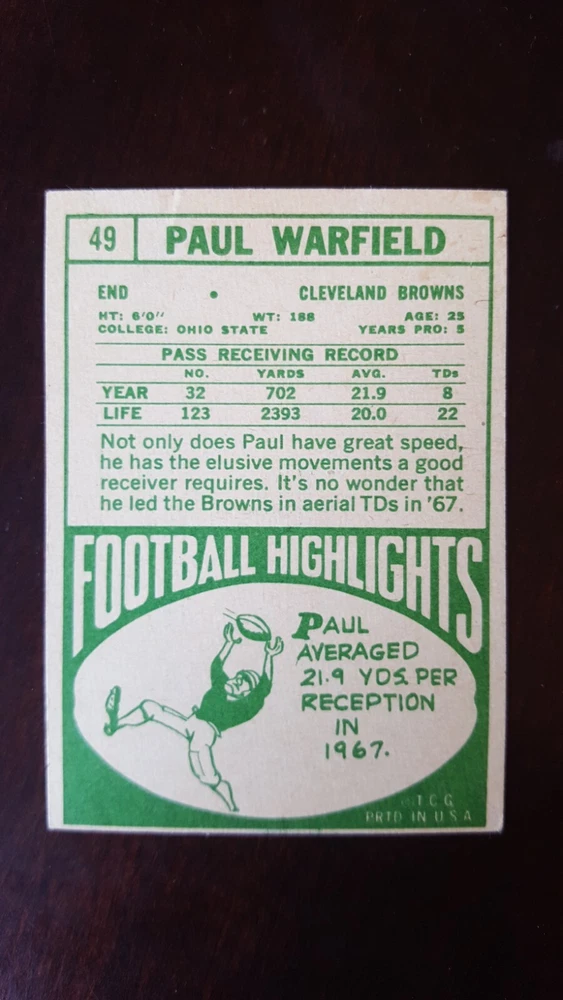 49 PAUL WARFIELD
END • CLEVELAND BROWNS
HT: 6'0" WT: 188 AGE: 25
COLLEGE: OHIO STATE YEARS PRO: 5
PASS RECEIVING RECORD
NO. YARDS AVG. TDs
YEAR 32 702 21.9 8
LIFE 123 2393 20.0 22
Not only does Paul have great speed,
he has the elusive movements a good
receiver requires. It's no wonder that
he led the Browns in aerial TDs in '67.
FOOTBALL HIGHLIGHTS
PAUL
AVERAGED
21.9 YDS. PER
RECEPTION
IN
1967.
© T.C.G.
PRTD. IN U.S.A.